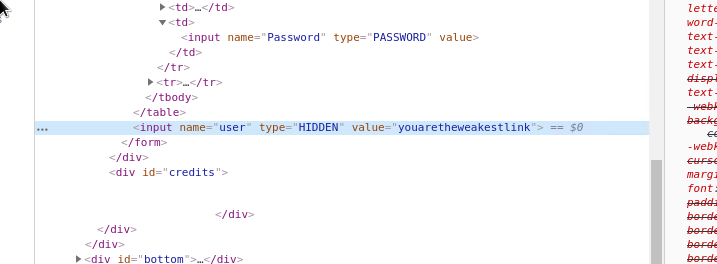 ▶<td>…</td>
▼<td>
<input name="Password" type="PASSWORD" value>
</td>
</tr>
▶<tr>…</tr>
</tbody>
</table>
… <input name="user" type="HIDDEN" value="youaretheweakestlink"> == $0
</form>
</div>
<div id="credits">
</div>
</div>
</div>
▶<div id="bottom">…</div>
lette
word-
text-
text-
text-
displ
text-
-webk
backg
co
-webk
curso
margi
font:
paddi
borde
borde
borde
borde